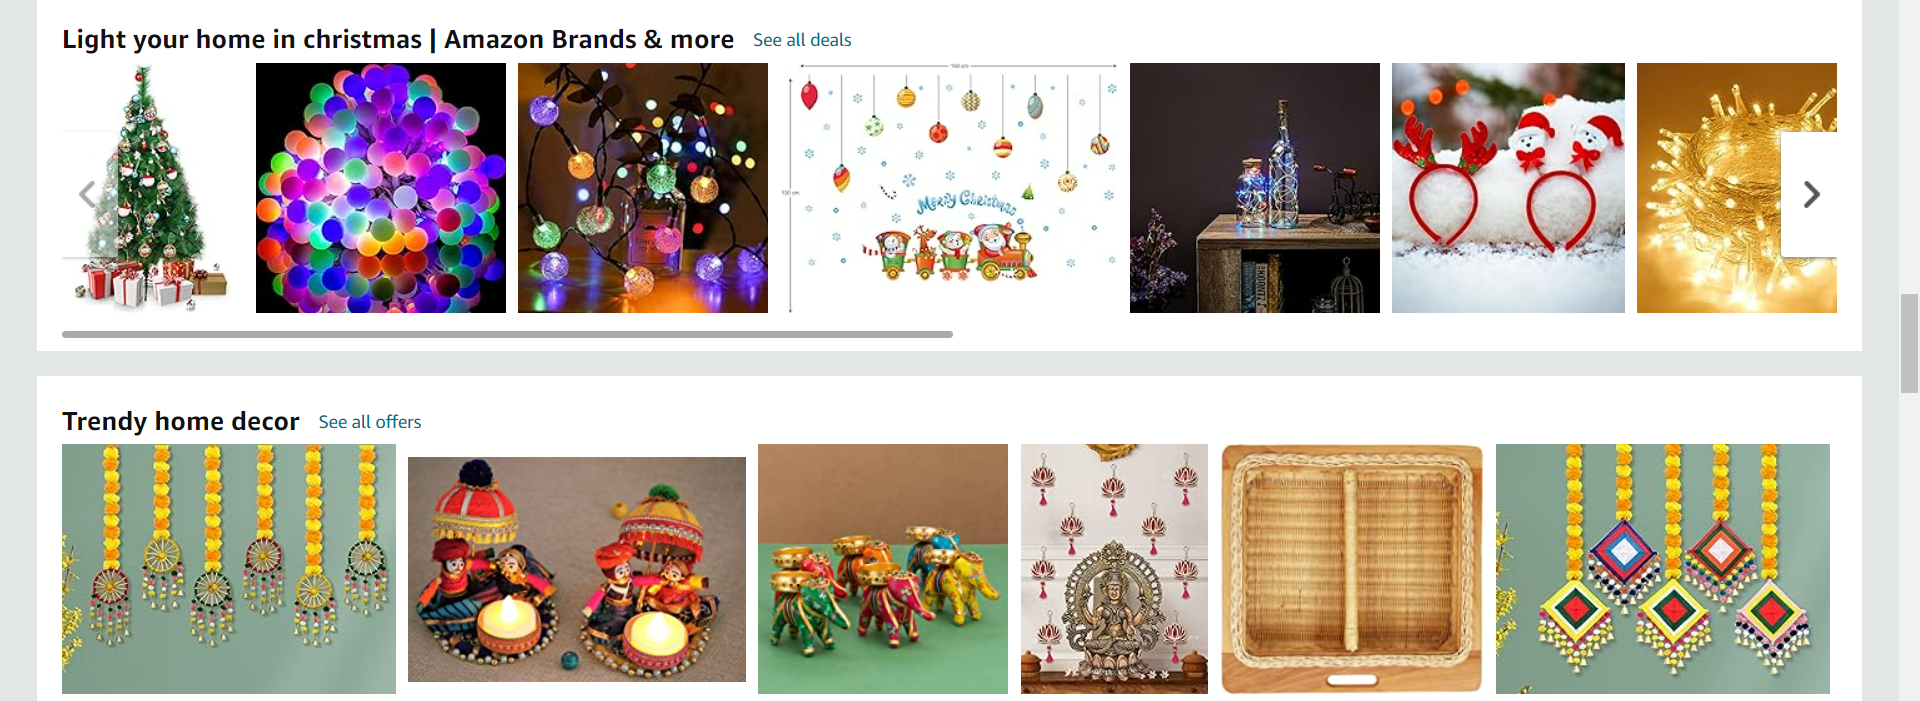 Light your home in christmas | Amazon Brands & more See all deals
Merry Christmas
Trendy home decor See all offers